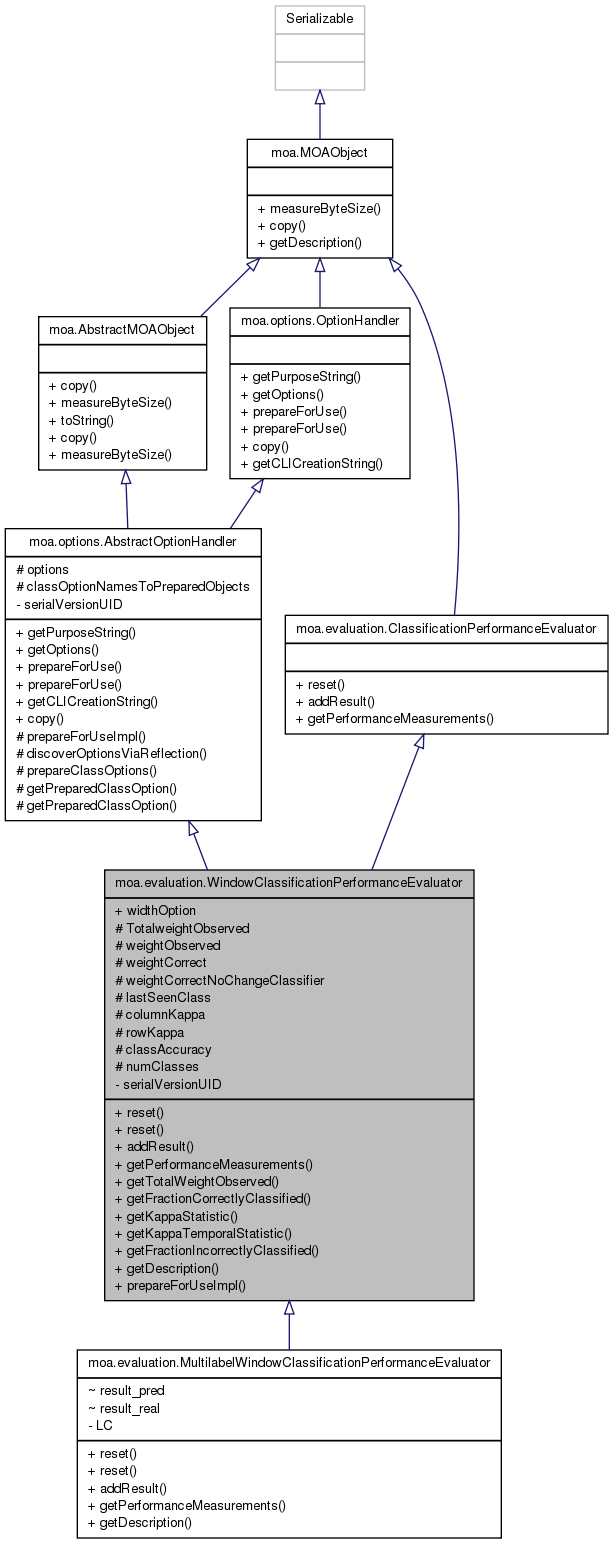 Serializable
moa.MOAObject
+ measureByteSize()
+ copy()
+ getDescription()
moa.AbstractMOAObject
+ copy()
+ measureByteSize()
+ toString()
+ copy()
+ measureByteSize()
moa.options.OptionHandler
+ getPurposeString()
+ getOptions()
+ prepareForUse()
+ prepareForUse()
+ copy()
+ getCLICreationString()
moa.options.AbstractOptionHandler
# options
# classOptionNamesToPreparedObjects
- serialVersionUID
+ getPurposeString()
+ getOptions()
+ prepareForUse()
+ prepareForUse()
+ getCLICreationString()
+ copy()
# prepareForUseImpl()
# discoverOptionsViaReflection()
# prepareClassOptions()
# getPreparedClassOption()
# getPreparedClassOption()
moa.evaluation.ClassificationPerformanceEvaluator
+ reset()
+ addResult()
+ getPerformanceMeasurements()
moa.evaluation.WindowClassificationPerformanceEvaluator
+ widthOption
# TotalweightObserved
# weightObserved
# weightCorrect
# weightCorrectNoChangeClassifier
# lastSeenClass
# columnKappa
# rowKappa
# classAccuracy
# numClasses
- serialVersionUID
+ reset()
+ reset()
+ addResult()
+ getPerformanceMeasurements()
+ getTotalWeightObserved()
+ getFractionCorrectlyClassified()
+ getKappaStatistic()
+ getKappaTemporalStatistic()
+ getFractionIncorrectlyClassified()
+ getDescription()
+ prepareForUseImpl()
moa.evaluation.MultilabelWindowClassificationPerformanceEvaluator
~ result_pred
~ result_real
- LC
+ reset()
+ reset()
+ addResult()
+ getPerformanceMeasurements()
+ getDescription()